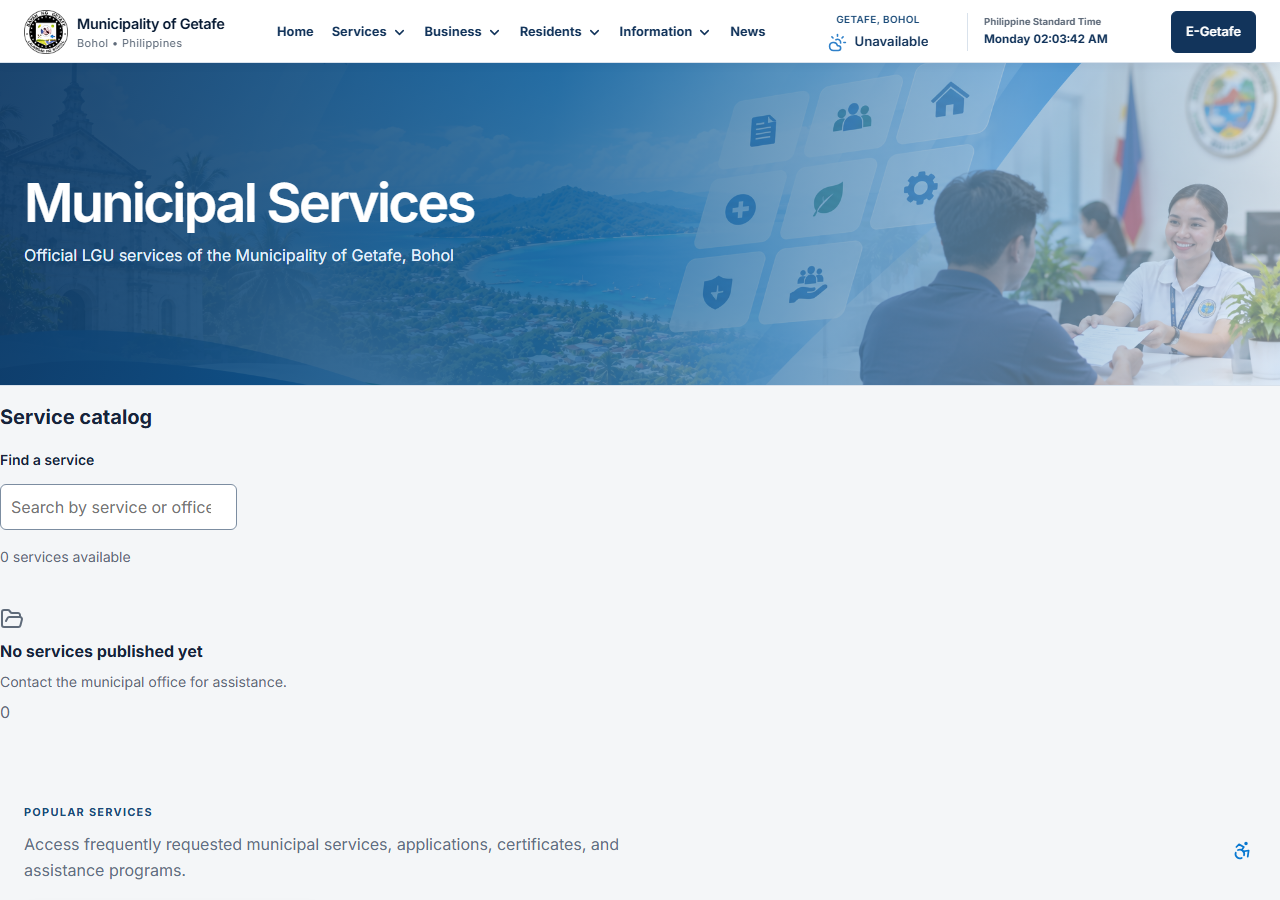 Municipality of Getafe
Bohol • Philippines
Home
Services
Business
Residents
Information
News
GETAFE, BOHOL
Unavailable
Philippine Standard Time
Monday 02:03:42 AM
E-Getafe
Municipal Services
Official LGU services of the Municipality of Getafe, Bohol
Service catalog
Find a service
Search by service or office
0 services available
No services published yet
Contact the municipal office for assistance.
0
POPULAR SERVICES
Access frequently requested municipal services, applications, certificates, and
assistance programs.